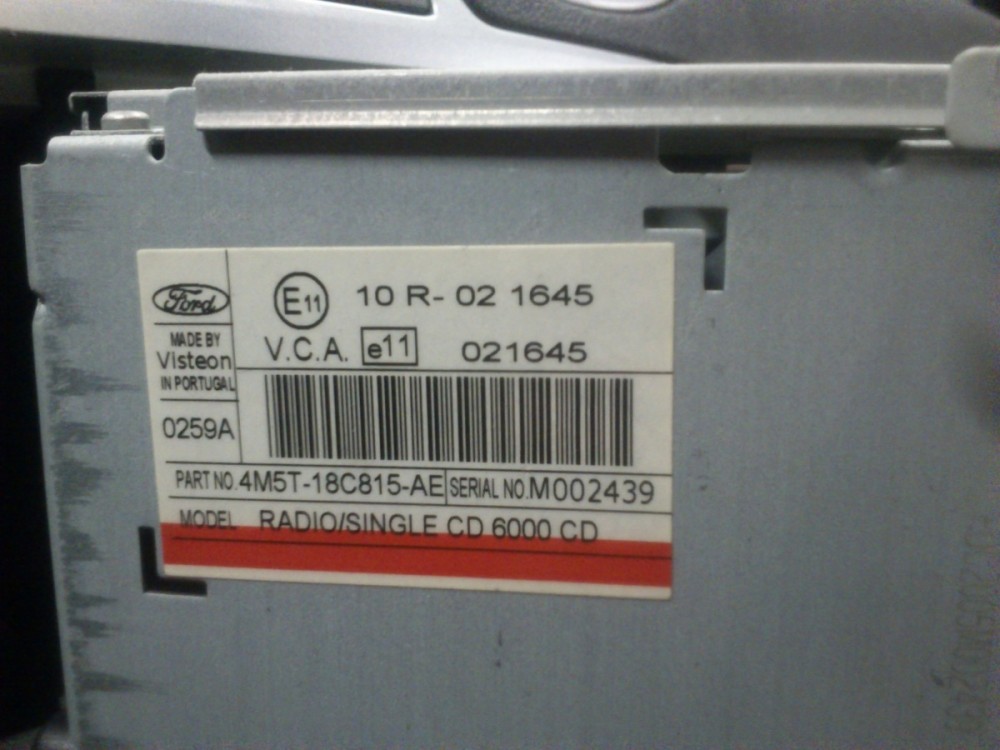 Ford
E11 10 R- 02 1645
MADE BY
Visteon
IN PORTUGAL
V.C.A. e11 021645
0259A
PART NO. 4M5T-18C815-AE SERIAL NO. M002439
MODEL RADIO/SINGLE CD 6000 CD